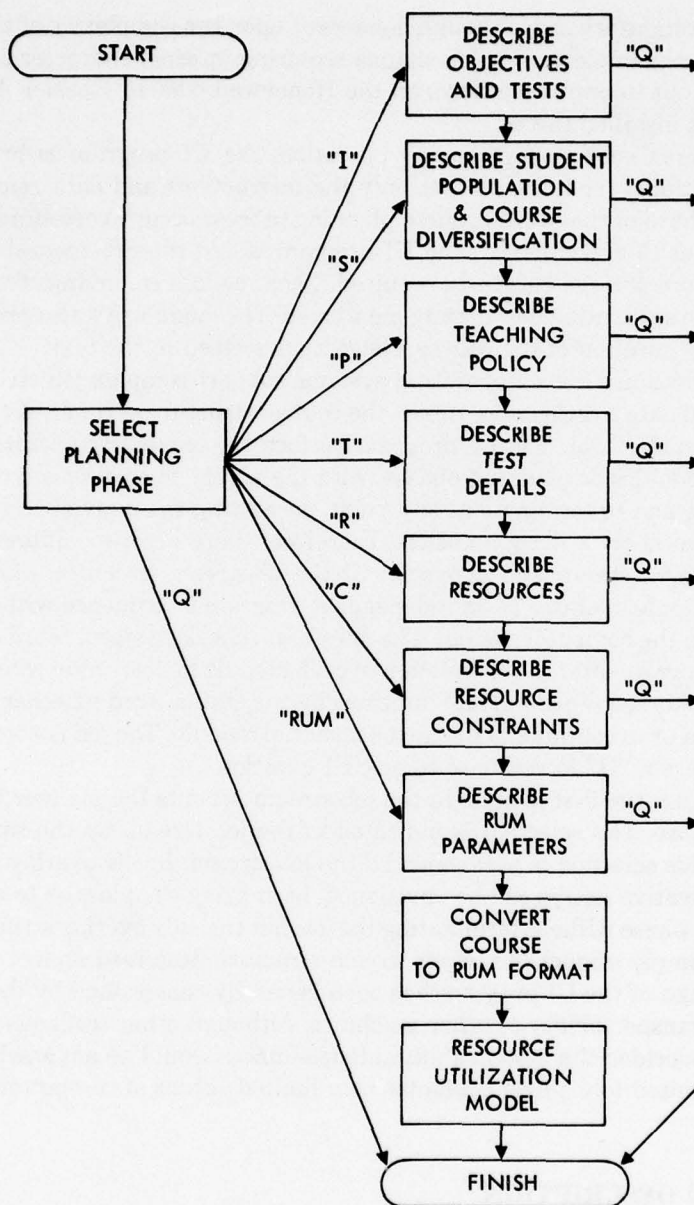 START
DESCRIBE
OBJECTIVES
AND TESTS
"Q"
"I"
DESCRIBE STUDENT
POPULATION
& COURSE
DIVERSIFICATION
"Q"
"S"
DESCRIBE
TEACHING
POLICY
"Q"
"P"
SELECT
PLANNING
PHASE
"T"
DESCRIBE
TEST
DETAILS
"Q"
"R"
DESCRIBE
RESOURCES
"Q"
"C"
DESCRIBE
RESOURCE
CONSTRAINTS
"Q"
"Q"
"RUM"
DESCRIBE
RUM
PARAMETERS
"Q"
CONVERT
COURSE
TO RUM FORMAT
RESOURCE
UTILIZATION
MODEL
FINISH